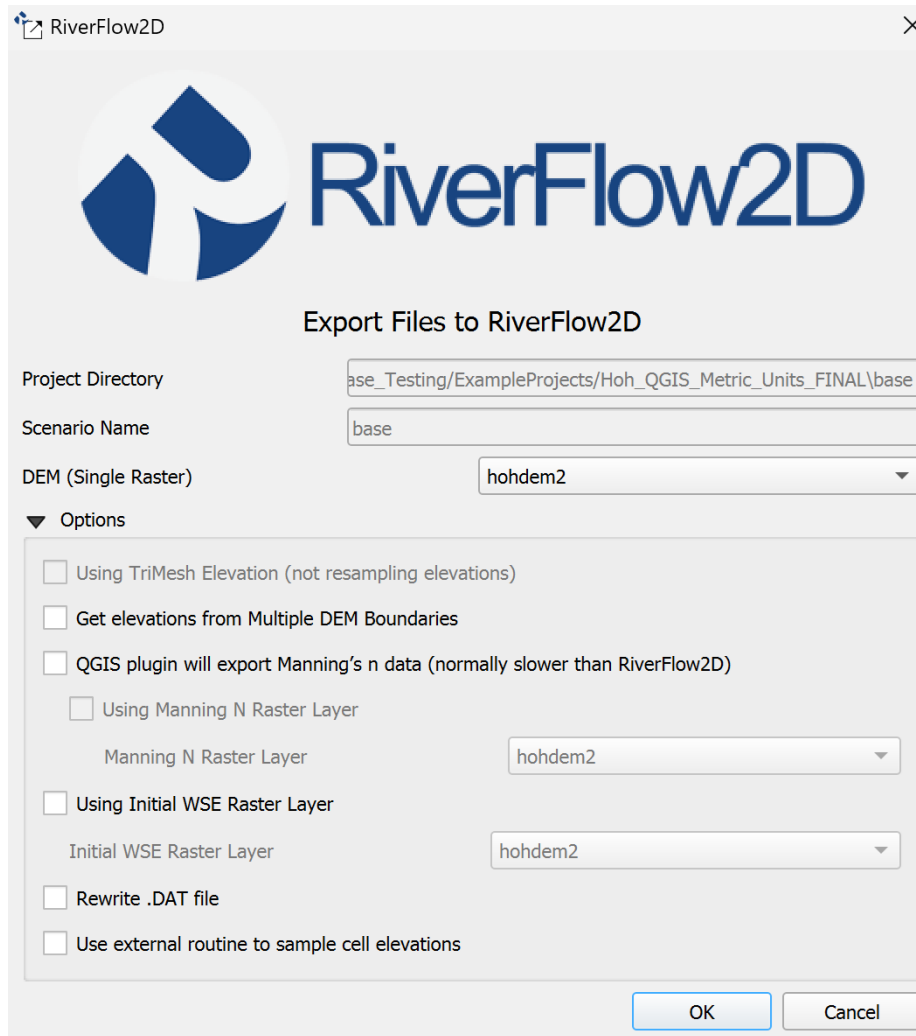 RiverFlow2D
RiverFlow2D
Export Files to RiverFlow2D
Project Directory
ase_Testing/ExampleProjects/Hoh_QGIS_Metric_Units_FINAL\base
Scenario Name
base
DEM (Single Raster)
hohdem2
Options
Using TriMesh Elevation (not resampling elevations)
Get elevations from Multiple DEM Boundaries
QGIS plugin will export Manning’s n data (normally slower than RiverFlow2D)
Using Manning N Raster Layer
Manning N Raster Layer
hohdem2
Using Initial WSE Raster Layer
Initial WSE Raster Layer
hohdem2
Rewrite .DAT file
Use external routine to sample cell elevations
OK
Cancel